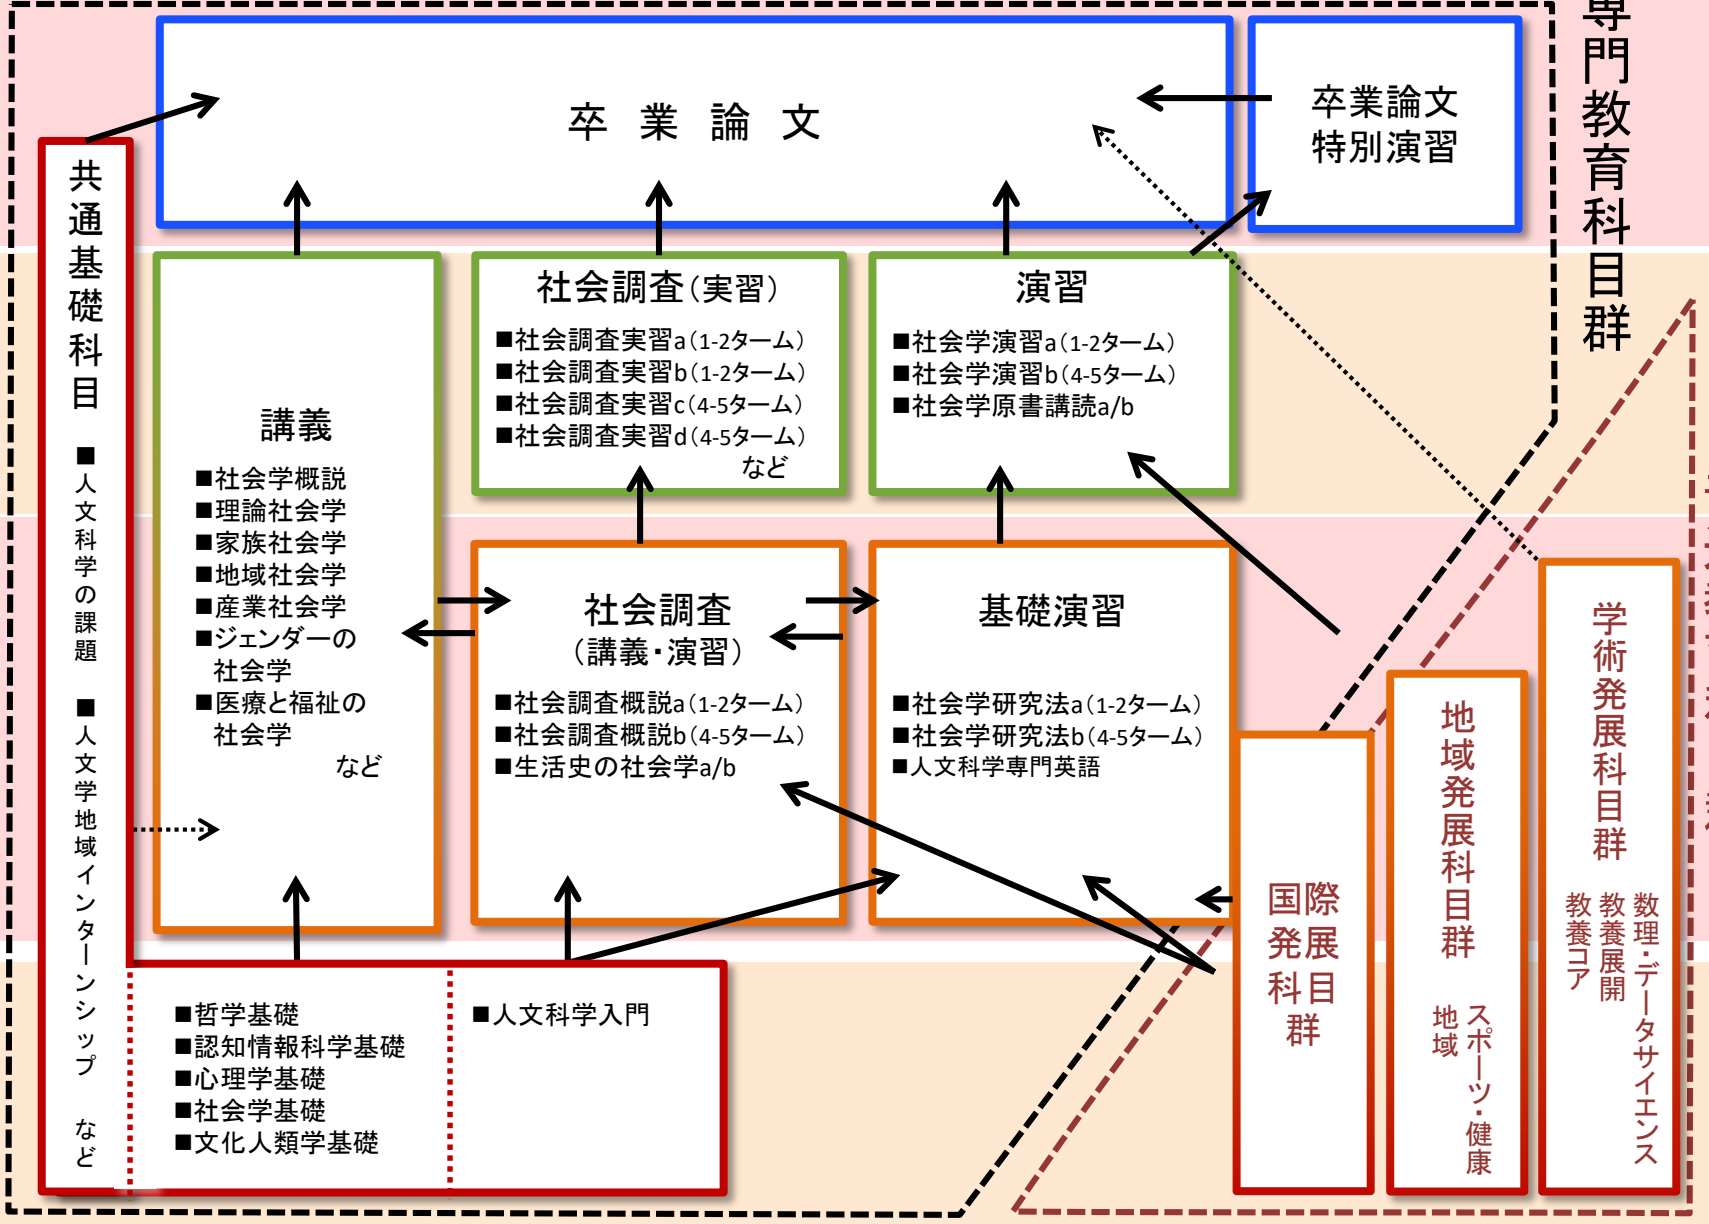 専門教育科目群
卒業論文
卒業論文
特別演習
共通基礎科目 ■人文科学の課題 ■人文学地域インターンシップ など
講義
■社会学概説
■理論社会学
■家族社会学
■地域社会学
■産業社会学
■ジェンダーの
社会学
■医療と福祉の
社会学
など
社会調査(実習)
■社会調査実習a(1-2ターム)
■社会調査実習b(1-2ターム)
■社会調査実習c(4-5ターム)
■社会調査実習d(4-5ターム)
など
演習
■社会学演習a(1-2ターム)
■社会学演習b(4-5ターム)
■社会学原書講読a/b
社会調査
(講義・演習)
■社会調査概説a(1-2ターム)
■社会調査概説b(4-5ターム)
■生活史の社会学a/b
基礎演習
■社会学研究法a(1-2ターム)
■社会学研究法b(4-5ターム)
■人文科学専門英語
■哲学基礎
■認知情報科学基礎
■心理学基礎
■社会学基礎
■文化人類学基礎
■人文科学入門
国際
発展
科目
群
地域発展科目群
スポーツ・健康
地域
学術発展科目群
数理・データサイエンス
教養展開
教養コア